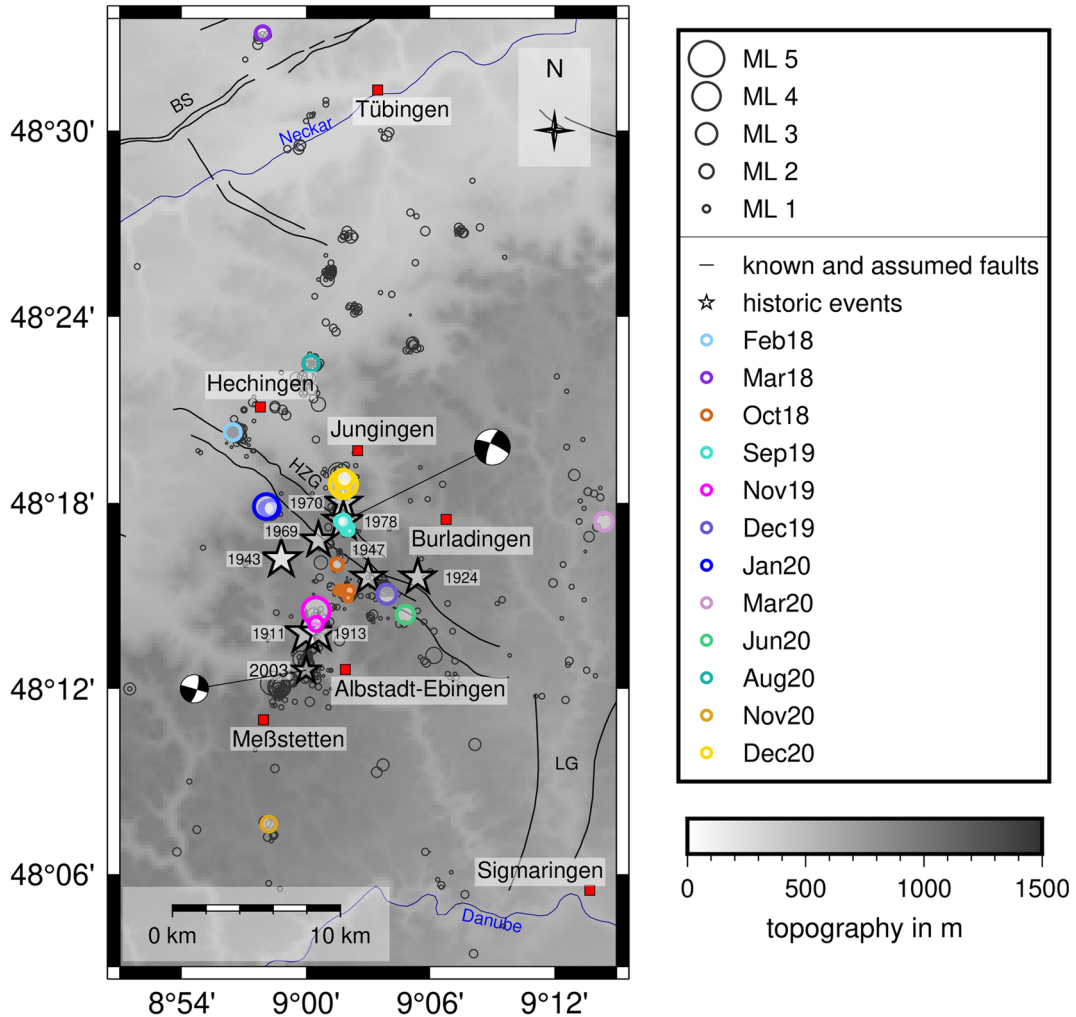 BS
N
Tübingen
48°30'
Neckar
48°24'
Hechingen
Jungingen
HZG
48°18'
1970
1978
1969
Burladingen
1947
1943
1924
1911
1913
2003
48°12'
Albstadt-Ebingen
Meßstetten
LG
48°06'
Sigmaringen
Danube
0 km 10 km
8°54' 9°00' 9°06' 9°12'
ML 5
ML 4
ML 3
ML 2
ML 1
known and assumed faults
historic events
Feb18
Mar18
Oct18
Sep19
Nov19
Dec19
Jan20
Mar20
Jun20
Aug20
Nov20
Dec20
0 500 1000 1500
topography in m